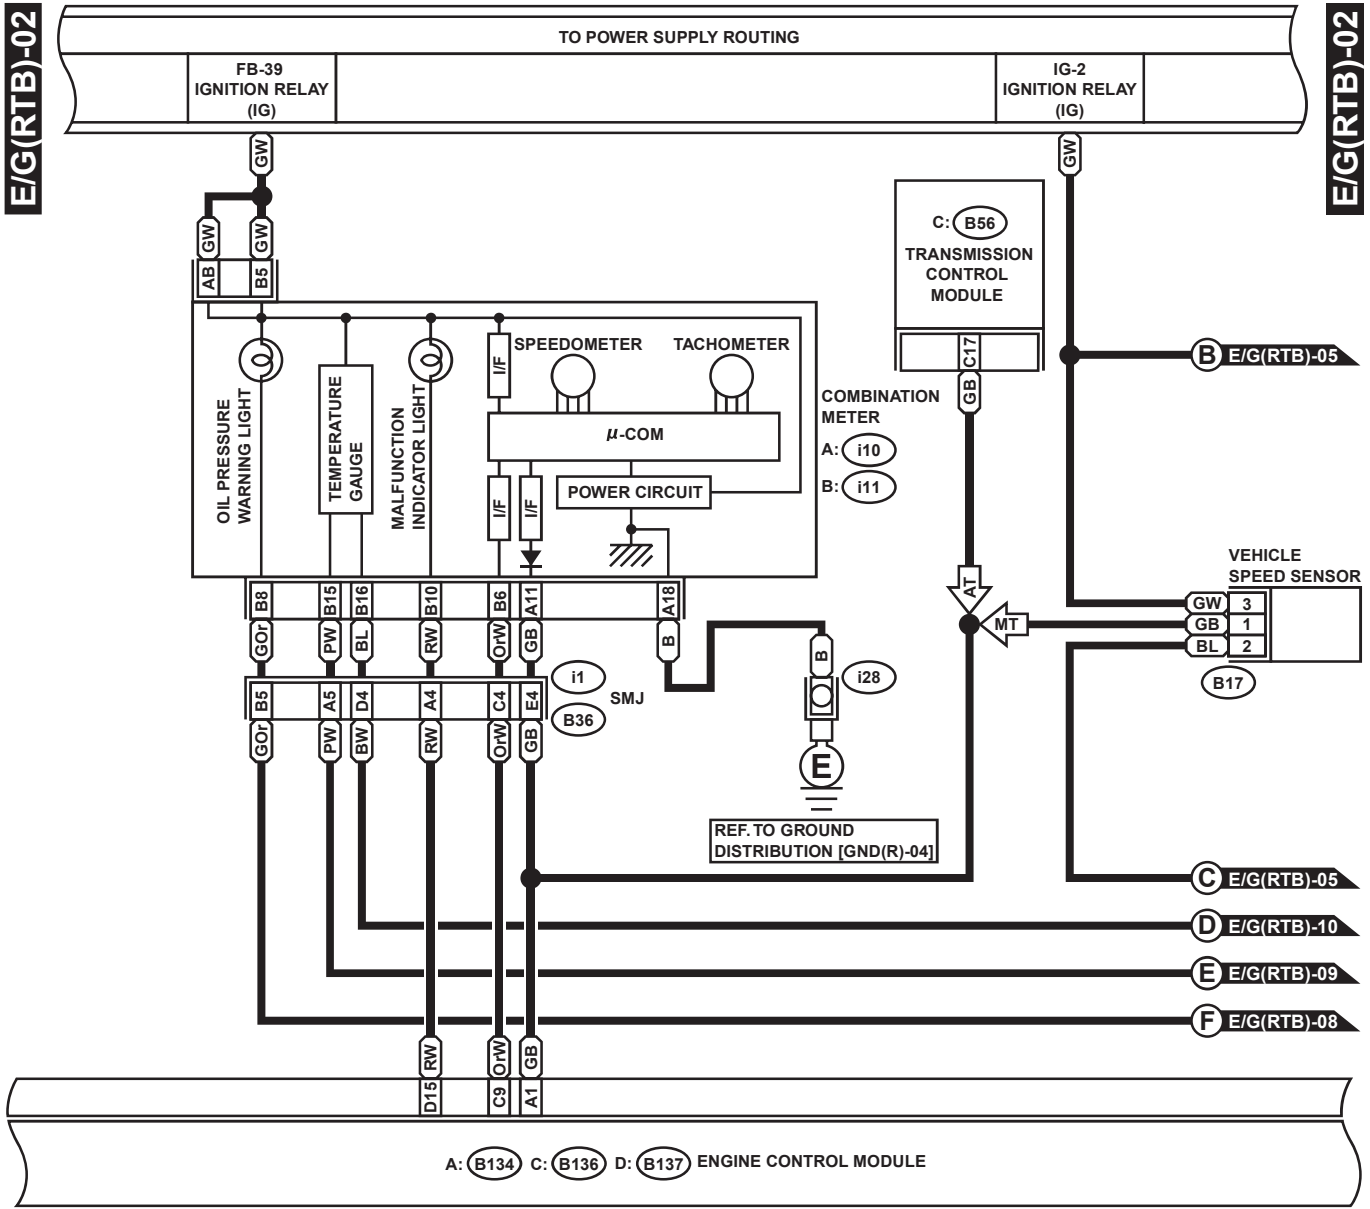 E/G(RTB)-02
E/G(RTB)-02
TO POWER SUPPLY ROUTING
FB-39
IGNITION RELAY
(IG)
IG-2
IGNITION RELAY
(IG)
GW
GW
GW
GW
AB
B5
C: B56
TRANSMISSION
CONTROL
MODULE
C17
GB
B E/G(RTB)-05
OIL PRESSURE
WARNING LIGHT
TEMPERATURE
GAUGE
MALFUNCTION
INDICATOR LIGHT
I/F
SPEEDOMETER
TACHOMETER
μ-COM
I/F
I/F
POWER CIRCUIT
COMBINATION
METER
A: i10
B: i11
B8
B15
B16
B10
B6
A11
A18
GOr
PW
BL
RW
OrW
GB
B
B
AT
MT
VEHICLE
SPEED SENSOR
GW 3
GB 1
BL 2
B17
i1
SMJ
B36
B5
A5
D4
A4
C4
E4
GOr
PW
BW
RW
OrW
GB
i28
E
REF. TO GROUND
DISTRIBUTION [GND(R)-04]
C E/G(RTB)-05
D E/G(RTB)-10
E E/G(RTB)-09
F E/G(RTB)-08
RW
OrW
GB
D15
C9
A1
A: B134 C: B136 D: B137 ENGINE CONTROL MODULE